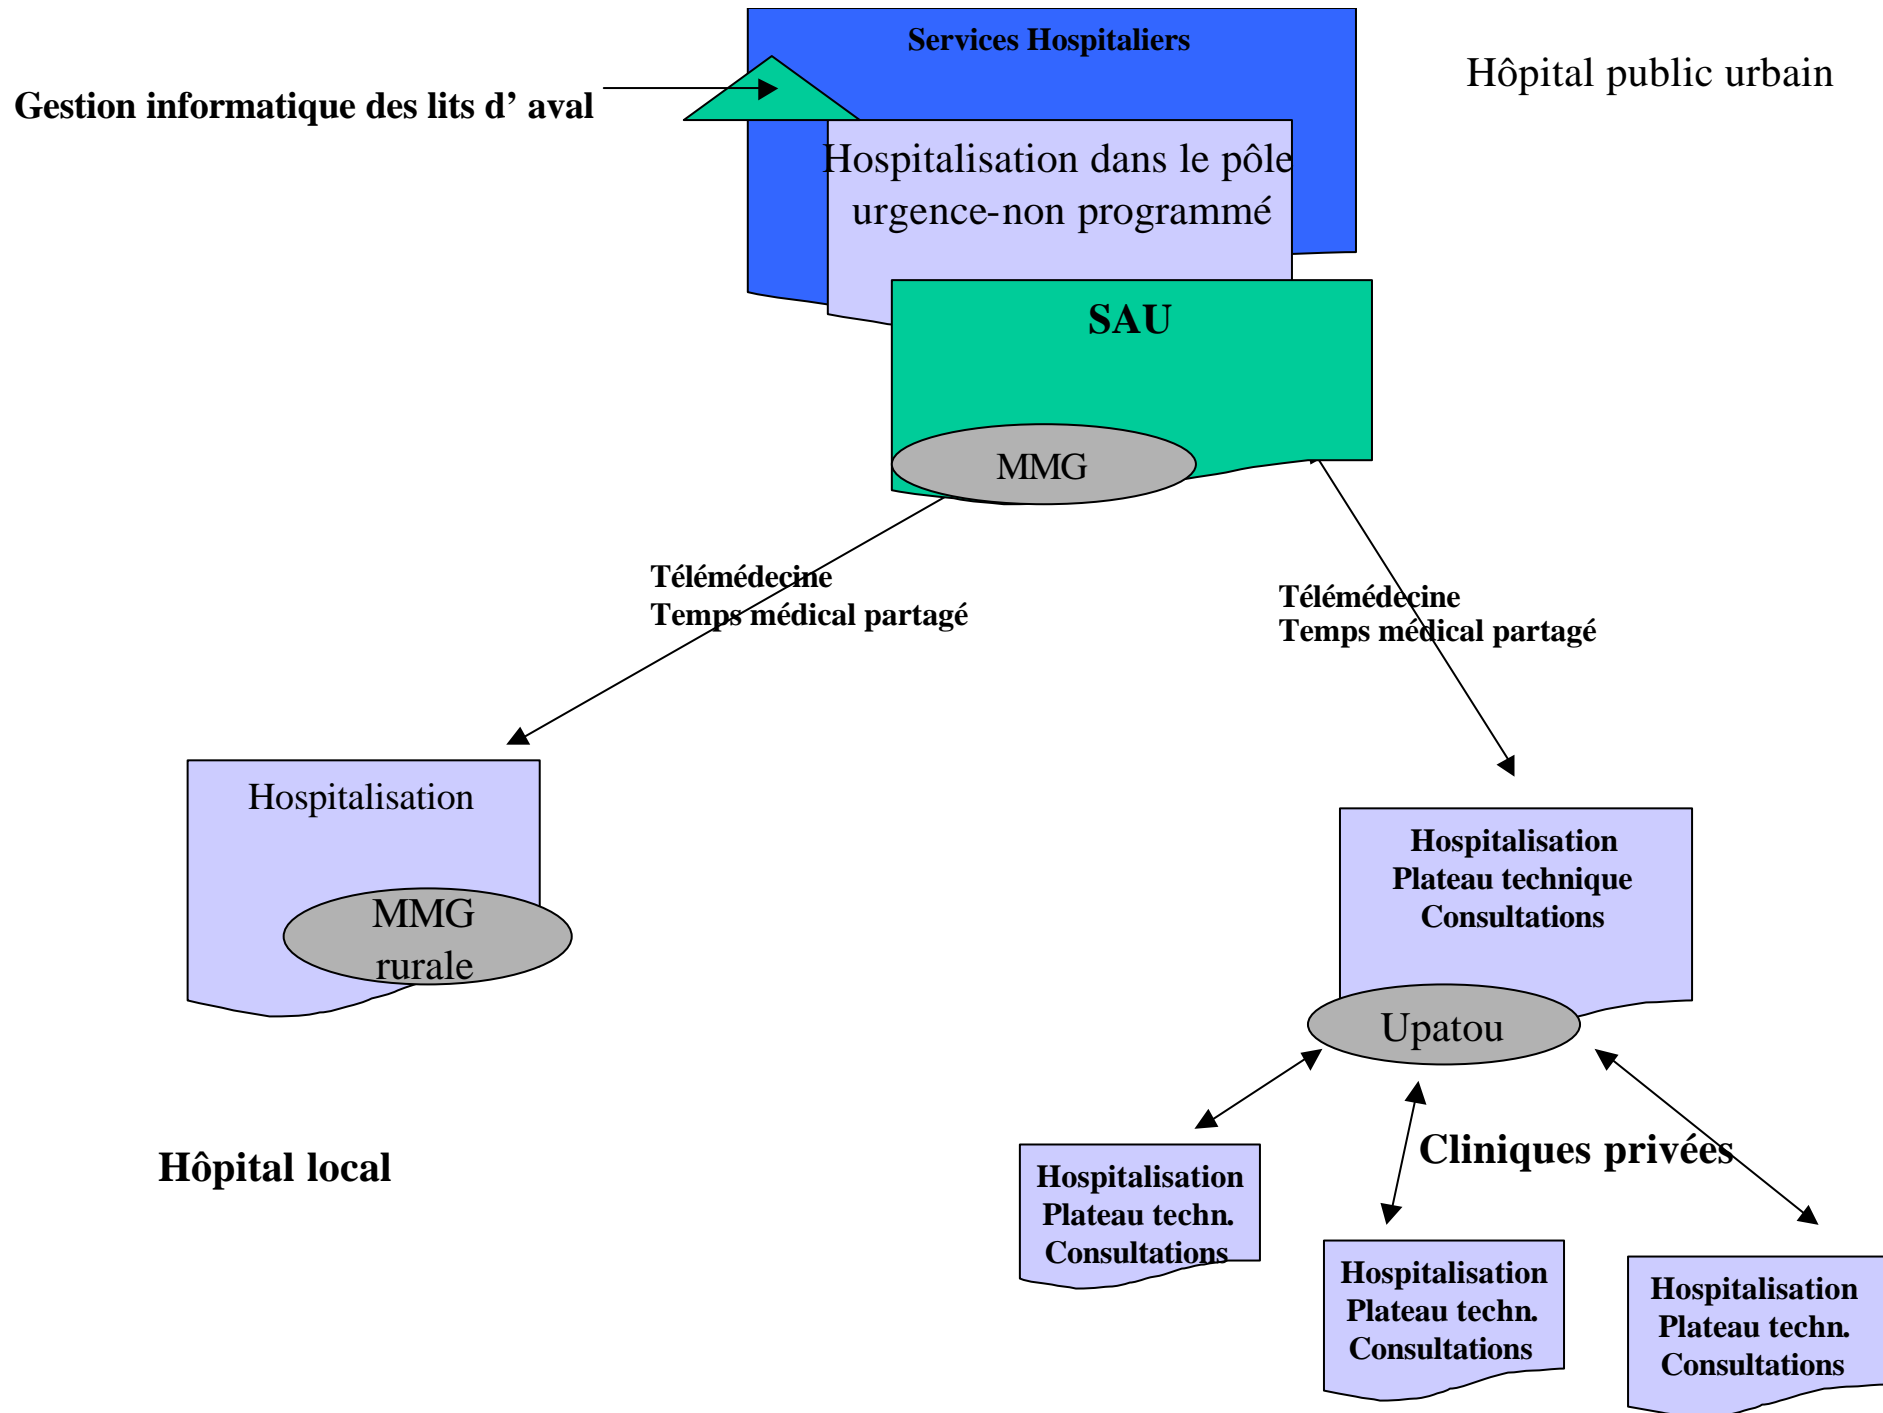 Services Hospitaliers
Hôpital public urbain
Gestion informatique des lits d’ aval
Hospitalisation dans le pôle
urgence-non programmé
SAU
MMG
Télémédecine
Temps médical partagé
Télémédecine
Temps médical partagé
Hospitalisation
MMG
rurale
Hospitalisation
Plateau technique
Consultations
Upatou
Hôpital local
Cliniques privées
Hospitalisation
Plateau techn.
Consultations
Hospitalisation
Plateau techn.
Consultations
Hospitalisation
Plateau techn.
Consultations